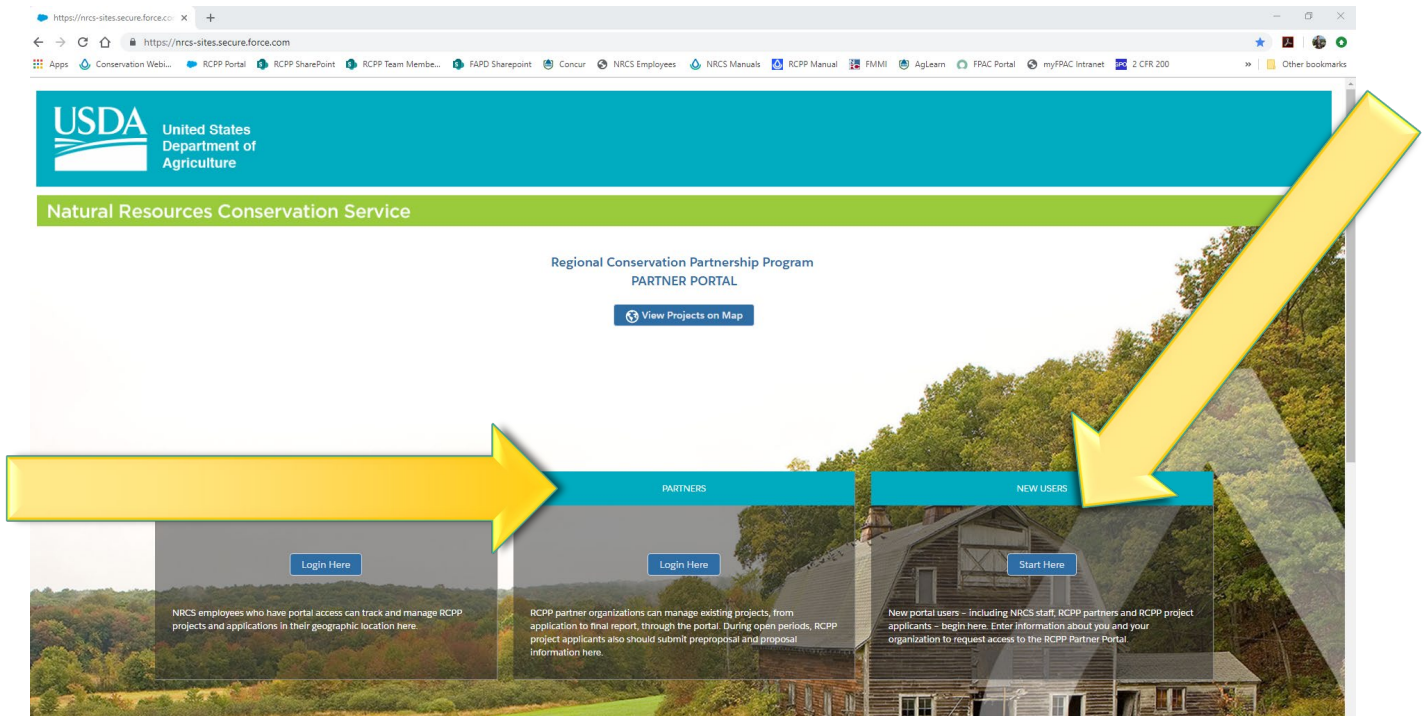 https://nrcs-sites.secure.force.co
https://nrcs-sites.secure.force.com
Apps Conservation Webi... RCPP Portal RCPP SharePoint RCPP Team Membe... FAPD Sharepoint Concur NRCS Employees NRCS Manuals RCPP Manual FMMI AgLearn FPAC Portal myFPAC Intranet 2 CFR 200 » Other bookmarks
USDA
United States
Department of
Agriculture
Natural Resources Conservation Service
Regional Conservation Partnership Program
PARTNER PORTAL
View Projects on Map
PARTNERS
NEW USERS
Login Here
Login Here
Start Here
NRCS employees who have portal access can track and manage RCPP
projects and applications in their geographic location here.
RCPP partner organizations can manage existing projects, from
application to final report, through the portal. During open periods, RCPP
project applicants also should submit preproposal and proposal
information here.
New portal users – including NRCS staff, RCPP partners and RCPP project
applicants – begin here. Enter information about you and your
organization to request access to the RCPP Partner Portal.